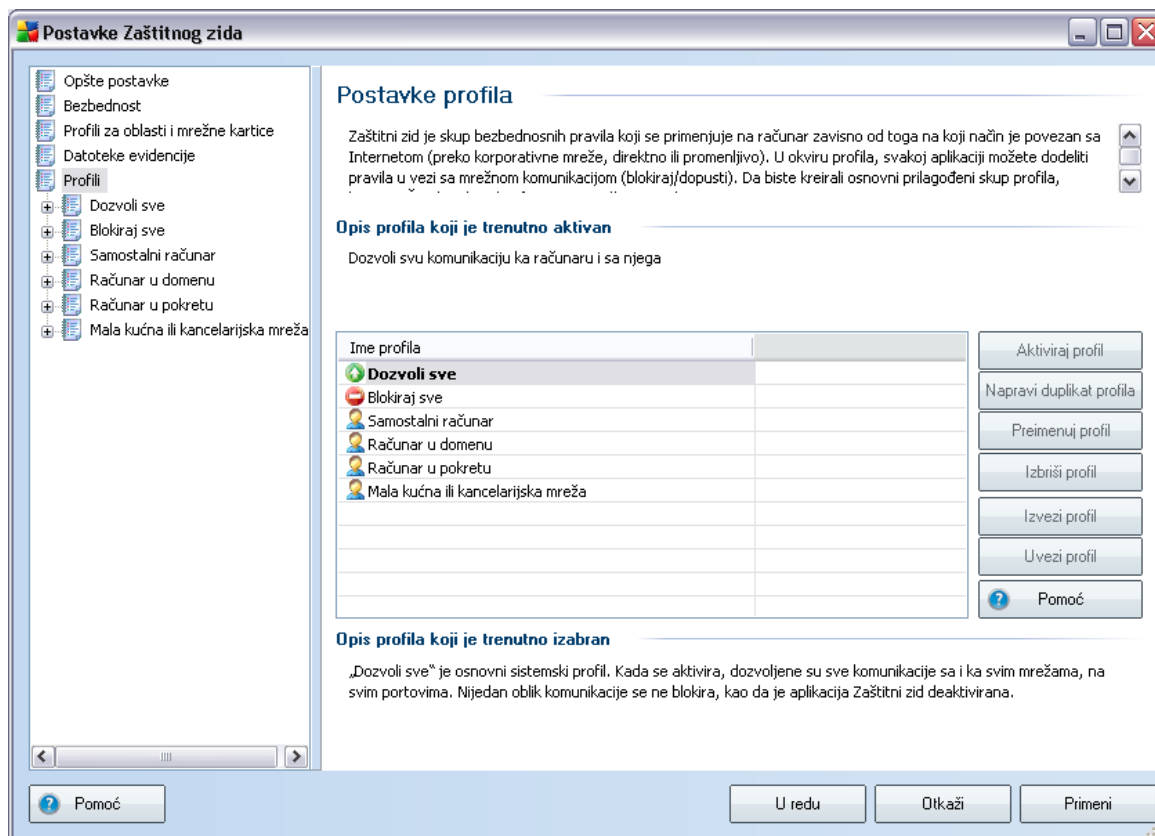 Postavke Zaštitnog zida
Opšte postavke
Bezbednost
Profili za oblasti i mrežne kartice
Datoteke evidencije
Profili
Dozvoli sve
Blokiraj sve
Samostalni računar
Računar u domenu
Računar u pokretu
Mala kućna ili kancelarijska mreža
Postavke profila
Zaštitni zid je skup bezbednosnih pravila koji se primenjuje na računar zavisno od toga na koji način je povezan sa
Internetom (preko korporativne mreže, direktno ili promenljivo). U okviru profila, svakoj aplikaciji možete dodeliti
pravila u vezi sa mrežnom komunikacijom (blokiraj/dopusti). Da biste kreirali osnovni prilagođeni skup profila,
Opis profila koji je trenutno aktivan
Dozvoli svu komunikaciju ka računaru i sa njega
Ime profila
Dozvoli sve
Blokiraj sve
Samostalni računar
Računar u domenu
Računar u pokretu
Mala kućna ili kancelarijska mreža
Aktiviraj profil
Napravi duplikat profila
Preimenuj profil
Izbriši profil
Izvezi profil
Uvezi profil
Pomoć
Opis profila koji je trenutno izabran
„Dozvoli sve“ je osnovni sistemski profil. Kada se aktivira, dozvoljene su sve komunikacije sa i ka svim mrežama, na
svim portovima. Nijedan oblik komunikacije se ne blokira, kao da je aplikacija Zaštitni zid deaktivirana.
Pomoć
U redu
Otkaži
Primeni